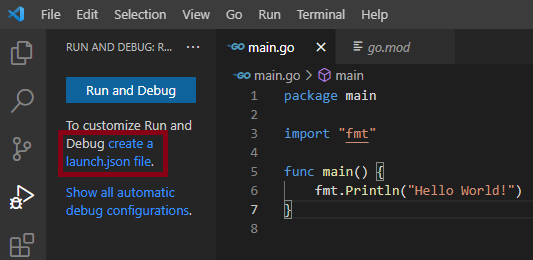 File Edit Selection View Go Run Terminal Help
RUN AND DEBUG: R... ...
Run and Debug
To customize Run and
Debug create a
launch.json file.
Show all automatic
debug configurations.
GO main.go ×
go.mod
GO main.go > main
1 package main
2
3 import "fmt"
4
5 func main() {
6 fmt.Println("Hello World!")
7 }
8